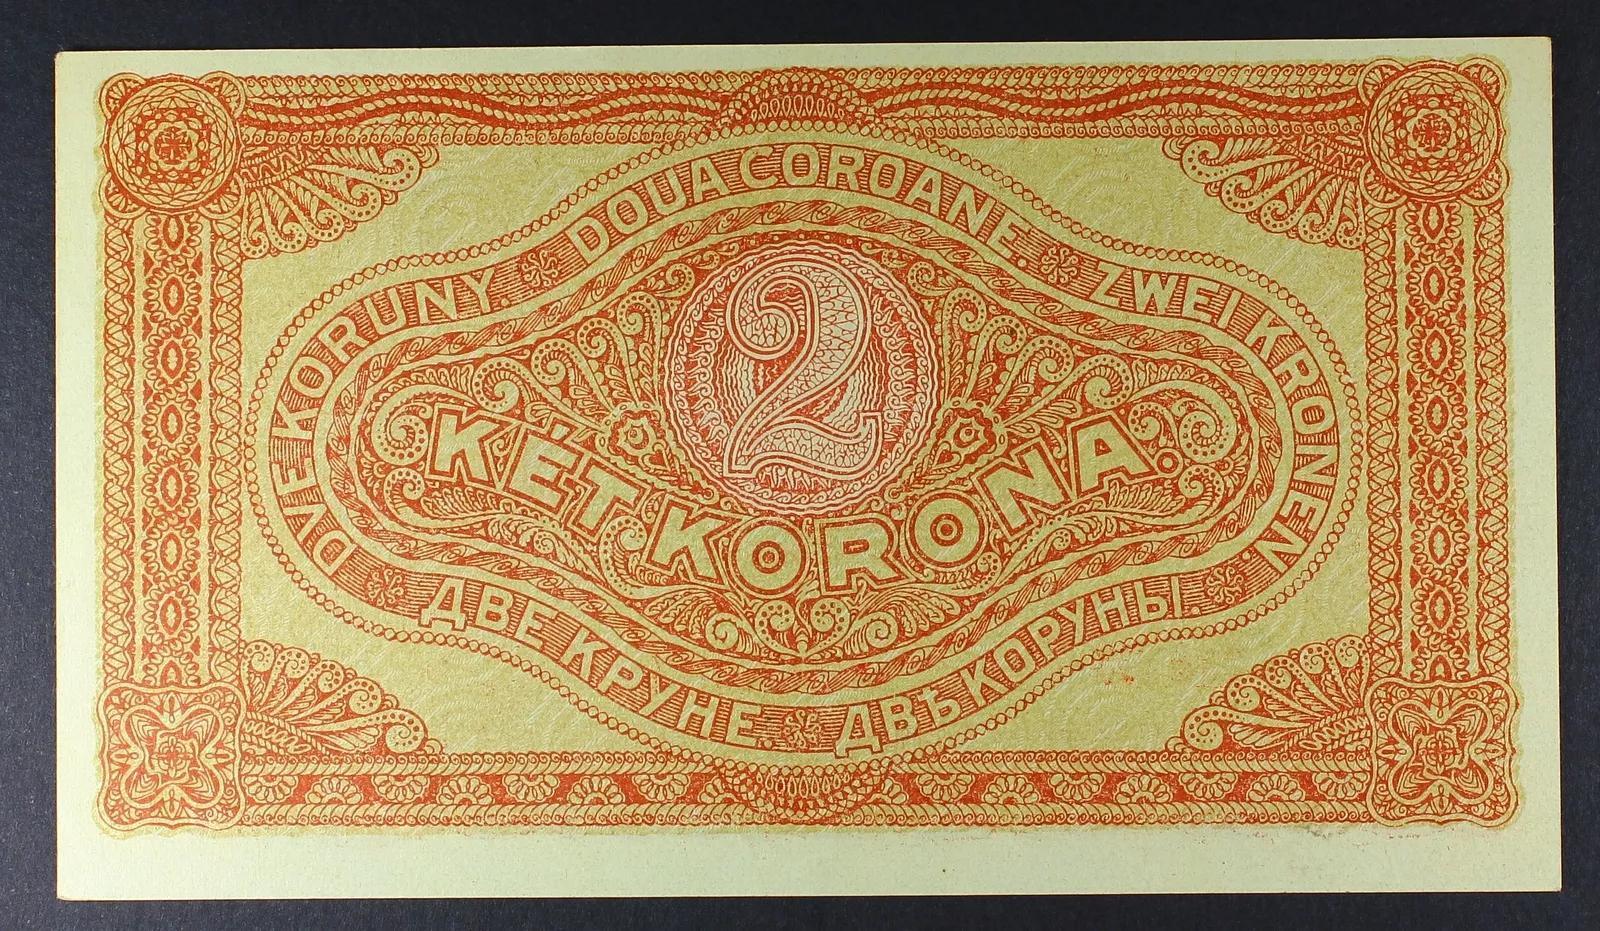 DVE KORUNY. DOUA COROANE. ZWEI KRONEN.
2
KÉT KORONA.
ДВЕ КРУНЕ. ДВѢ КОРУНЫ.